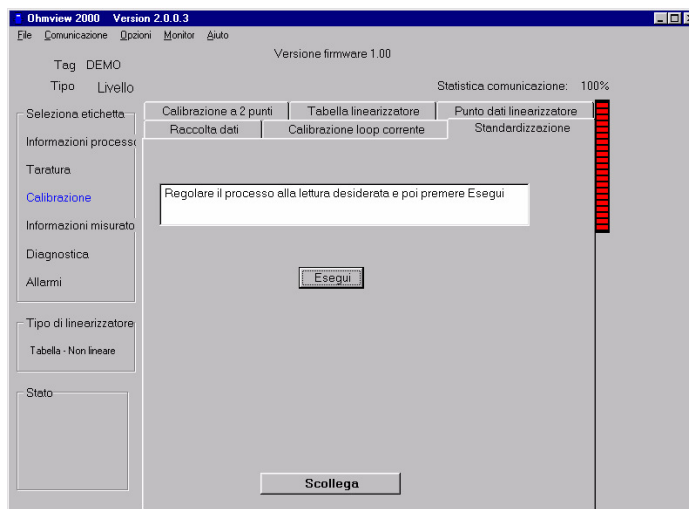 Ohmview 2000 Version 2.0.0.3
File Comunicazione Opzioni Monitor Aiuto
Versione firmware 1.00
Tag DEMO
Tipo Livello
Statistica comunicazione: 100%
Seleziona etichetta
Informazioni processo
Taratura
Calibrazione
Informazioni misurato
Diagnostica
Allarmi
Tipo di linearizzatore
Tabella - Non lineare
Stato
Calibrazione a 2 punti Tabella linearizzatore Punto dati linearizzatore
Raccolta dati Calibrazione loop corrente Standardizzazione
Regolare il processo alla lettura desiderata e poi premere Esegui
Esegui
Scollega